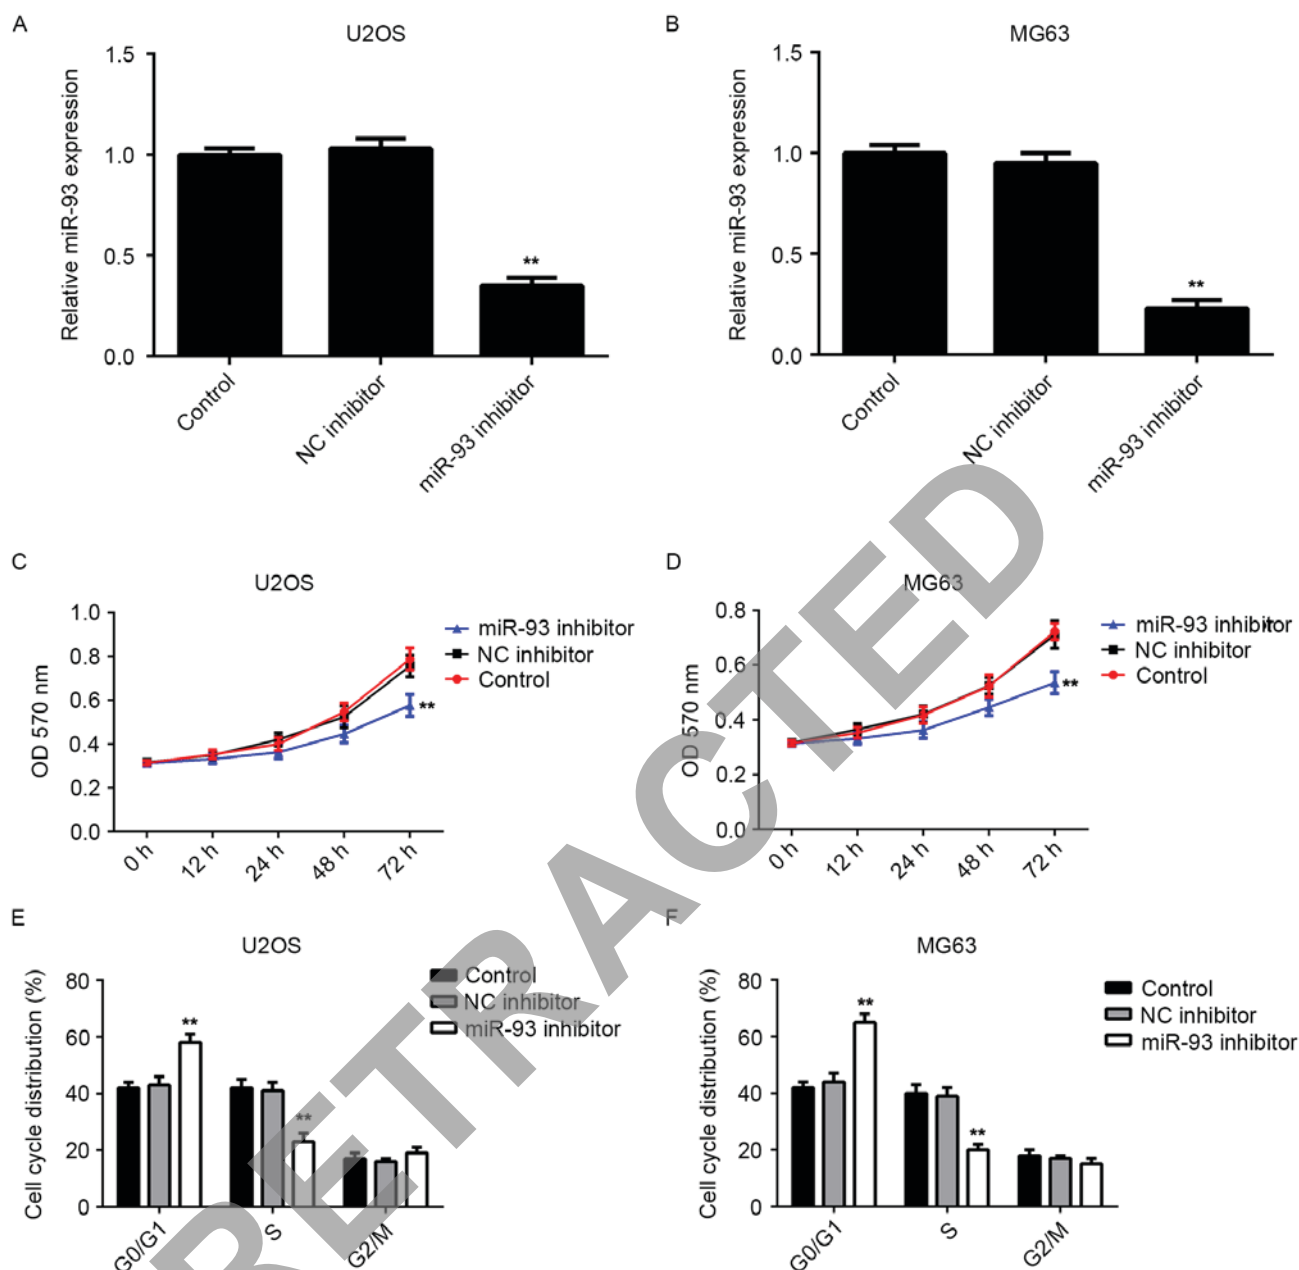 A
U2OS
Relative miR-93 expression
1.5
1.0
0.5
0.0
**
Control
NC inhibitor
miR-93 inhibitor
B
MG63
Relative miR-93 expression
1.5
1.0
0.5
0.0
**
Control
NC inhibitor
miR-93 inhibitor
C
U2OS
OD 570 nm
1.0
0.8
0.6
0.4
0.2
0.0
miR-93 inhibitor
NC inhibitor
Control
**
0 h
12 h
24 h
48 h
72 h
D
MG63
OD 570 nm
0.8
0.6
0.4
0.2
0.0
miR-93 inhibitor
NC inhibitor
Control
**
0 h
12 h
24 h
48 h
72 h
E
U2OS
Cell cycle distribution (%)
80
60
40
20
0
Control
NC inhibitor
miR-93 inhibitor
**
**
G0/G1
S
G2/M
F
MG63
Cell cycle distribution (%)
80
60
40
20
0
Control
NC inhibitor
miR-93 inhibitor
**
**
G0/G1
S
G2/M
RETRACTED